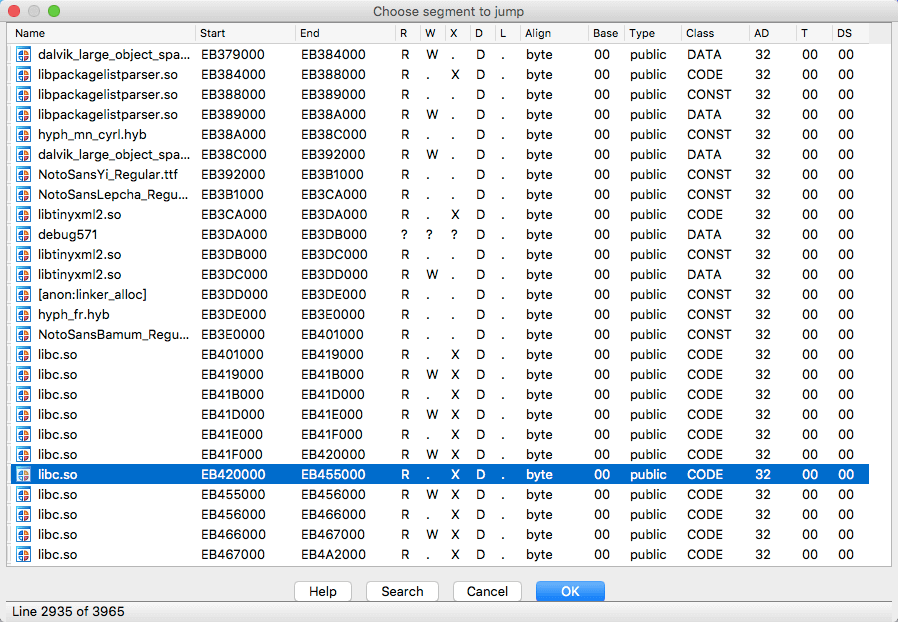 Choose segment to jump
Name Start End R W X D L Align Base Type Class AD T DS
dalvik_large_object_spa... EB379000 EB384000 R W . D . byte 00 public DATA 32 00 00
libpackagelistparser.so EB384000 EB388000 R . X D . byte 00 public CODE 32 00 00
libpackagelistparser.so EB388000 EB389000 R . . D . byte 00 public CONST 32 00 00
libpackagelistparser.so EB389000 EB38A000 R W . D . byte 00 public DATA 32 00 00
hyph_mn_cyrl.hyb EB38A000 EB38C000 R . . D . byte 00 public CONST 32 00 00
dalvik_large_object_spa... EB38C000 EB392000 R W . D . byte 00 public DATA 32 00 00
NotoSansYi_Regular.ttf EB392000 EB3B1000 R . . D . byte 00 public CONST 32 00 00
NotoSansLepcha_Regu... EB3B1000 EB3CA000 R . . D . byte 00 public CONST 32 00 00
libtinyxml2.so EB3CA000 EB3DA000 R . X D . byte 00 public CODE 32 00 00
debug571 EB3DA000 EB3DB000 ? ? ? D . byte 00 public DATA 32 00 00
libtinyxml2.so EB3DB000 EB3DC000 R . . D . byte 00 public CONST 32 00 00
libtinyxml2.so EB3DC000 EB3DD000 R W . D . byte 00 public DATA 32 00 00
[anon:linker_alloc] EB3DD000 EB3DE000 R . . D . byte 00 public CONST 32 00 00
hyph_fr.hyb EB3DE000 EB3E0000 R . . D . byte 00 public CONST 32 00 00
NotoSansBamum_Regu... EB3E0000 EB401000 R . . D . byte 00 public CONST 32 00 00
libc.so EB401000 EB419000 R . X D . byte 00 public CODE 32 00 00
libc.so EB419000 EB41B000 R W X D . byte 00 public CODE 32 00 00
libc.so EB41B000 EB41D000 R . X D . byte 00 public CODE 32 00 00
libc.so EB41D000 EB41E000 R W X D . byte 00 public CODE 32 00 00
libc.so EB41E000 EB41F000 R . X D . byte 00 public CODE 32 00 00
libc.so EB41F000 EB420000 R W X D . byte 00 public CODE 32 00 00
libc.so EB420000 EB455000 R . X D . byte 00 public CODE 32 00 00
libc.so EB455000 EB456000 R W X D . byte 00 public CODE 32 00 00
libc.so EB456000 EB466000 R . X D . byte 00 public CODE 32 00 00
libc.so EB466000 EB467000 R W X D . byte 00 public CODE 32 00 00
libc.so EB467000 EB4A2000 R . X D . byte 00 public CODE 32 00 00
Help Search Cancel OK
Line 2935 of 3965